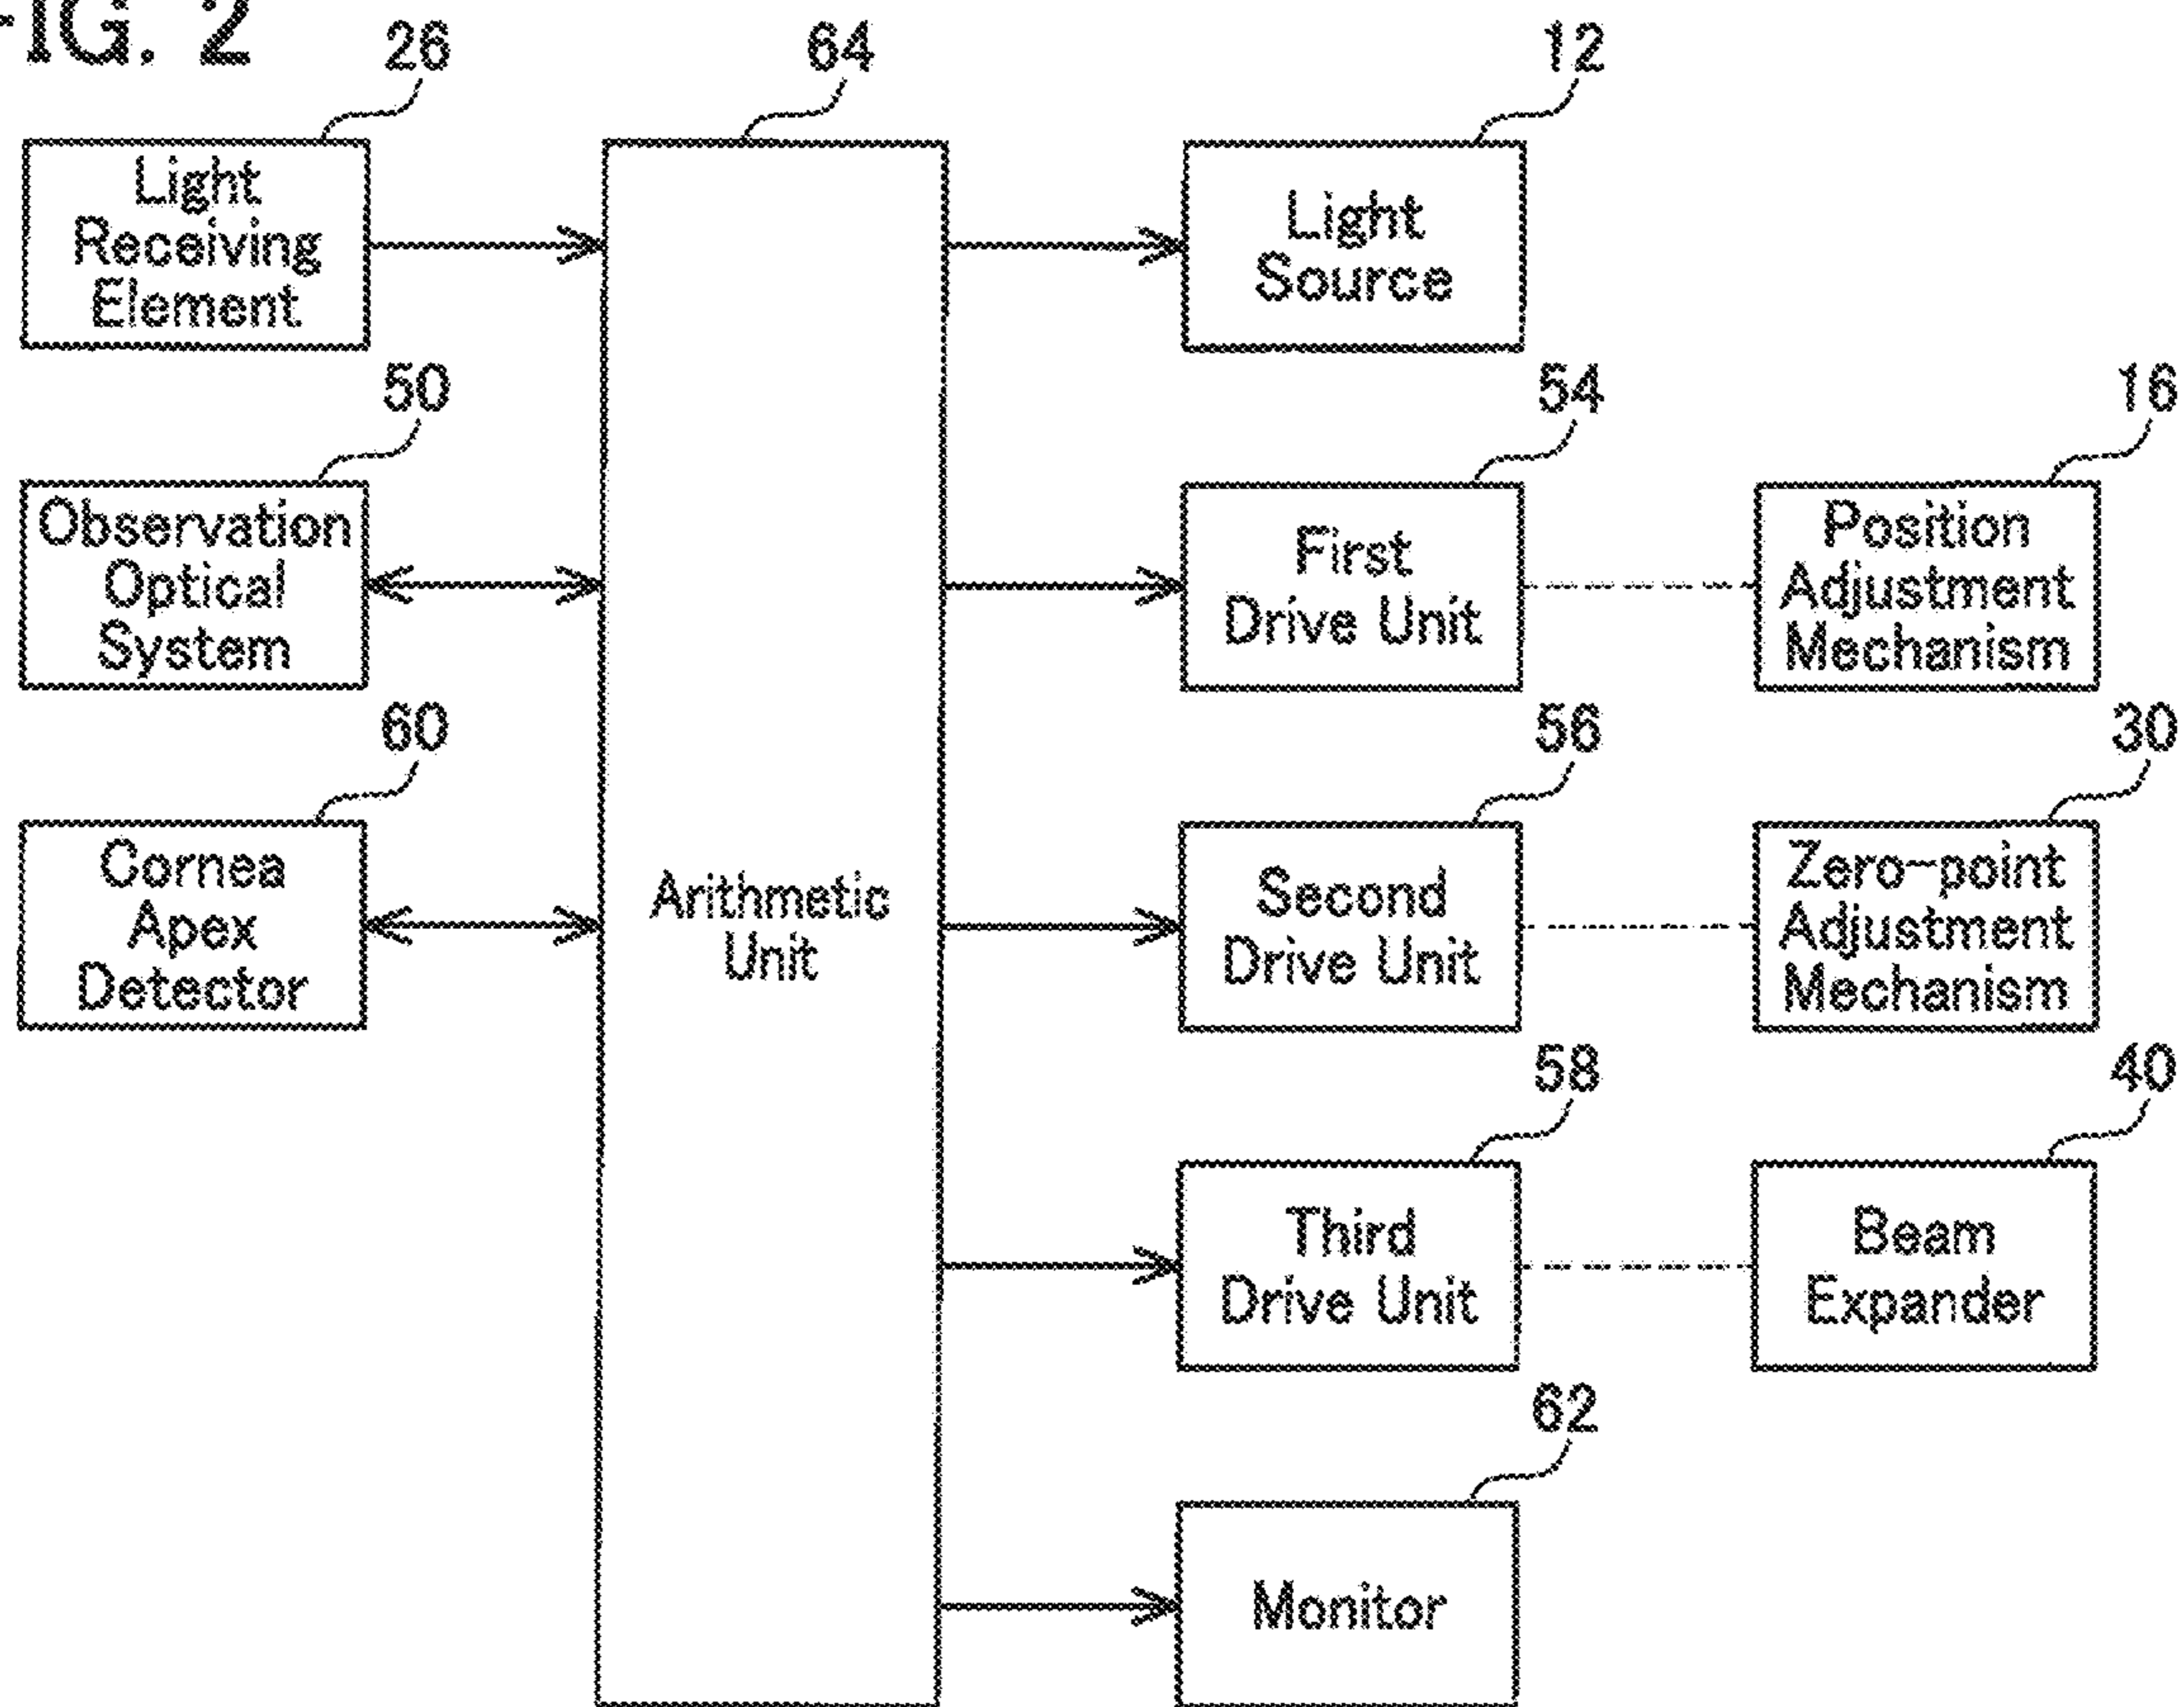 FIG. 2
26
64
12
Light
Receiving
Element
Light
Source
50
54
16
Observation
Optical
System
First
Drive Unit
Position
Adjustment
Mechanism
60
56
30
Cornea
Apex
Detector
Arithmetic
Unit
Second
Drive Unit
Zero-point
Adjustment
Mechanism
58
40
Third
Drive Unit
Beam
Expander
62
Monitor